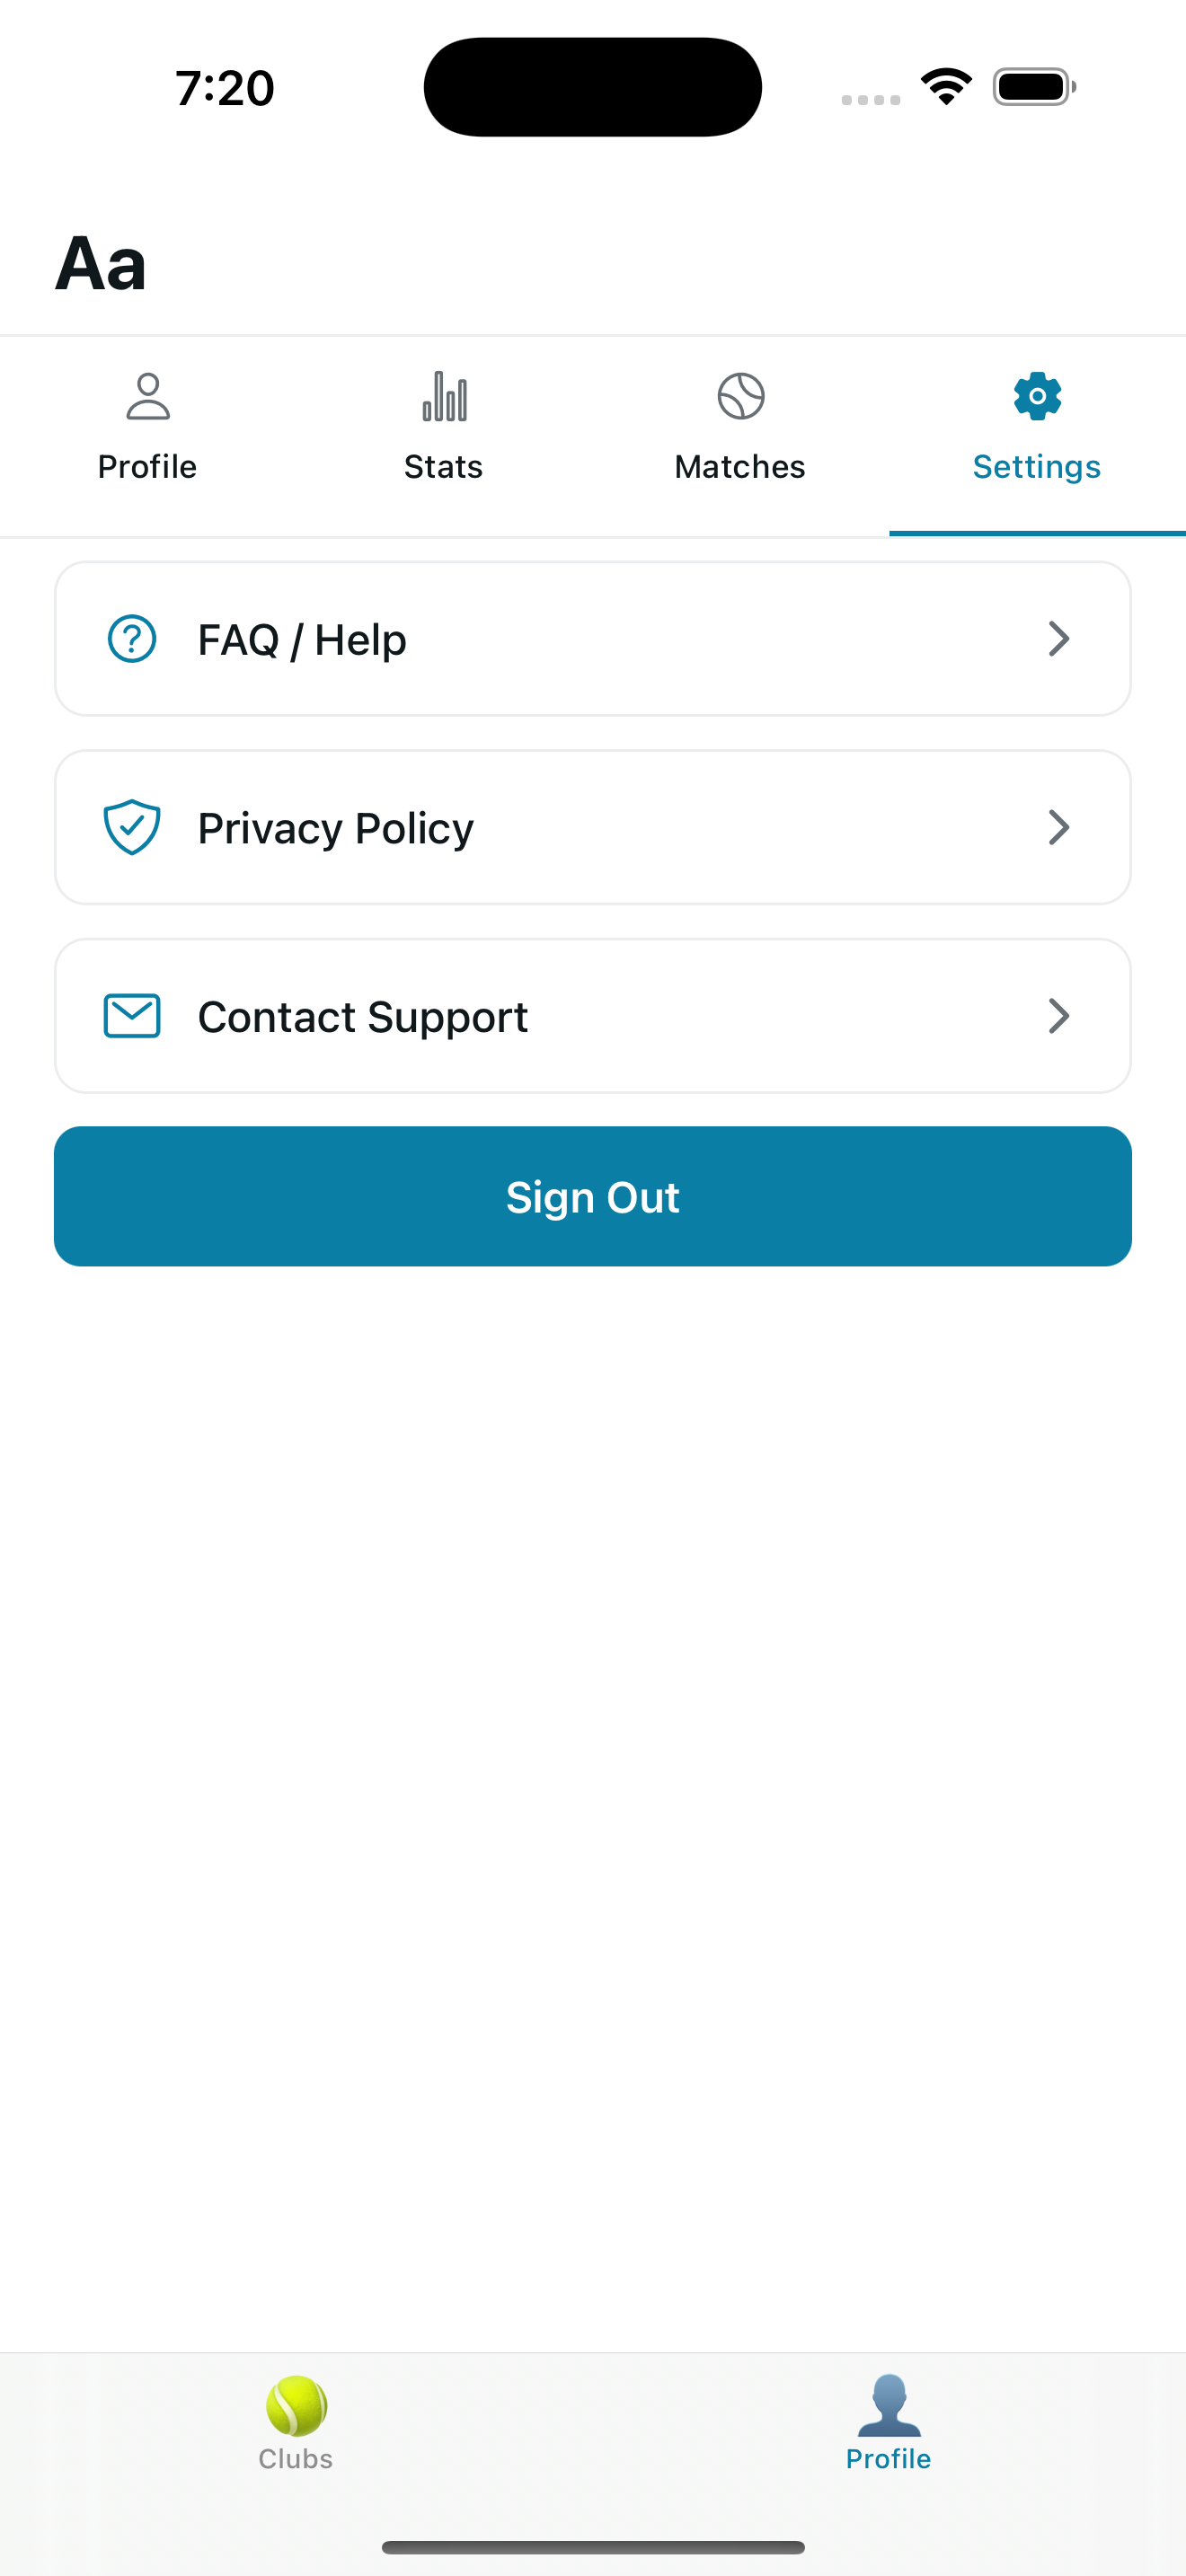 7:20
Aa
Profile
Stats
Matches
Settings
FAQ / Help
Privacy Policy
Contact Support
Sign Out
Clubs
Profile